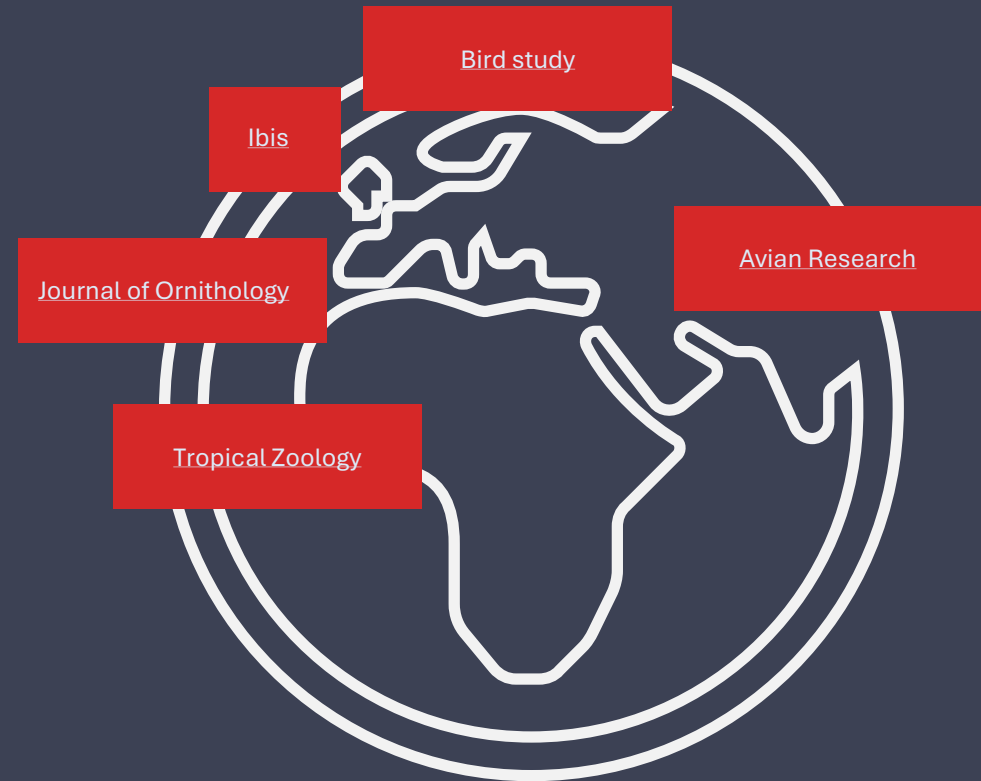 Bird study
Ibis
Avian Research
Journal of Ornithology
Tropical Zoology